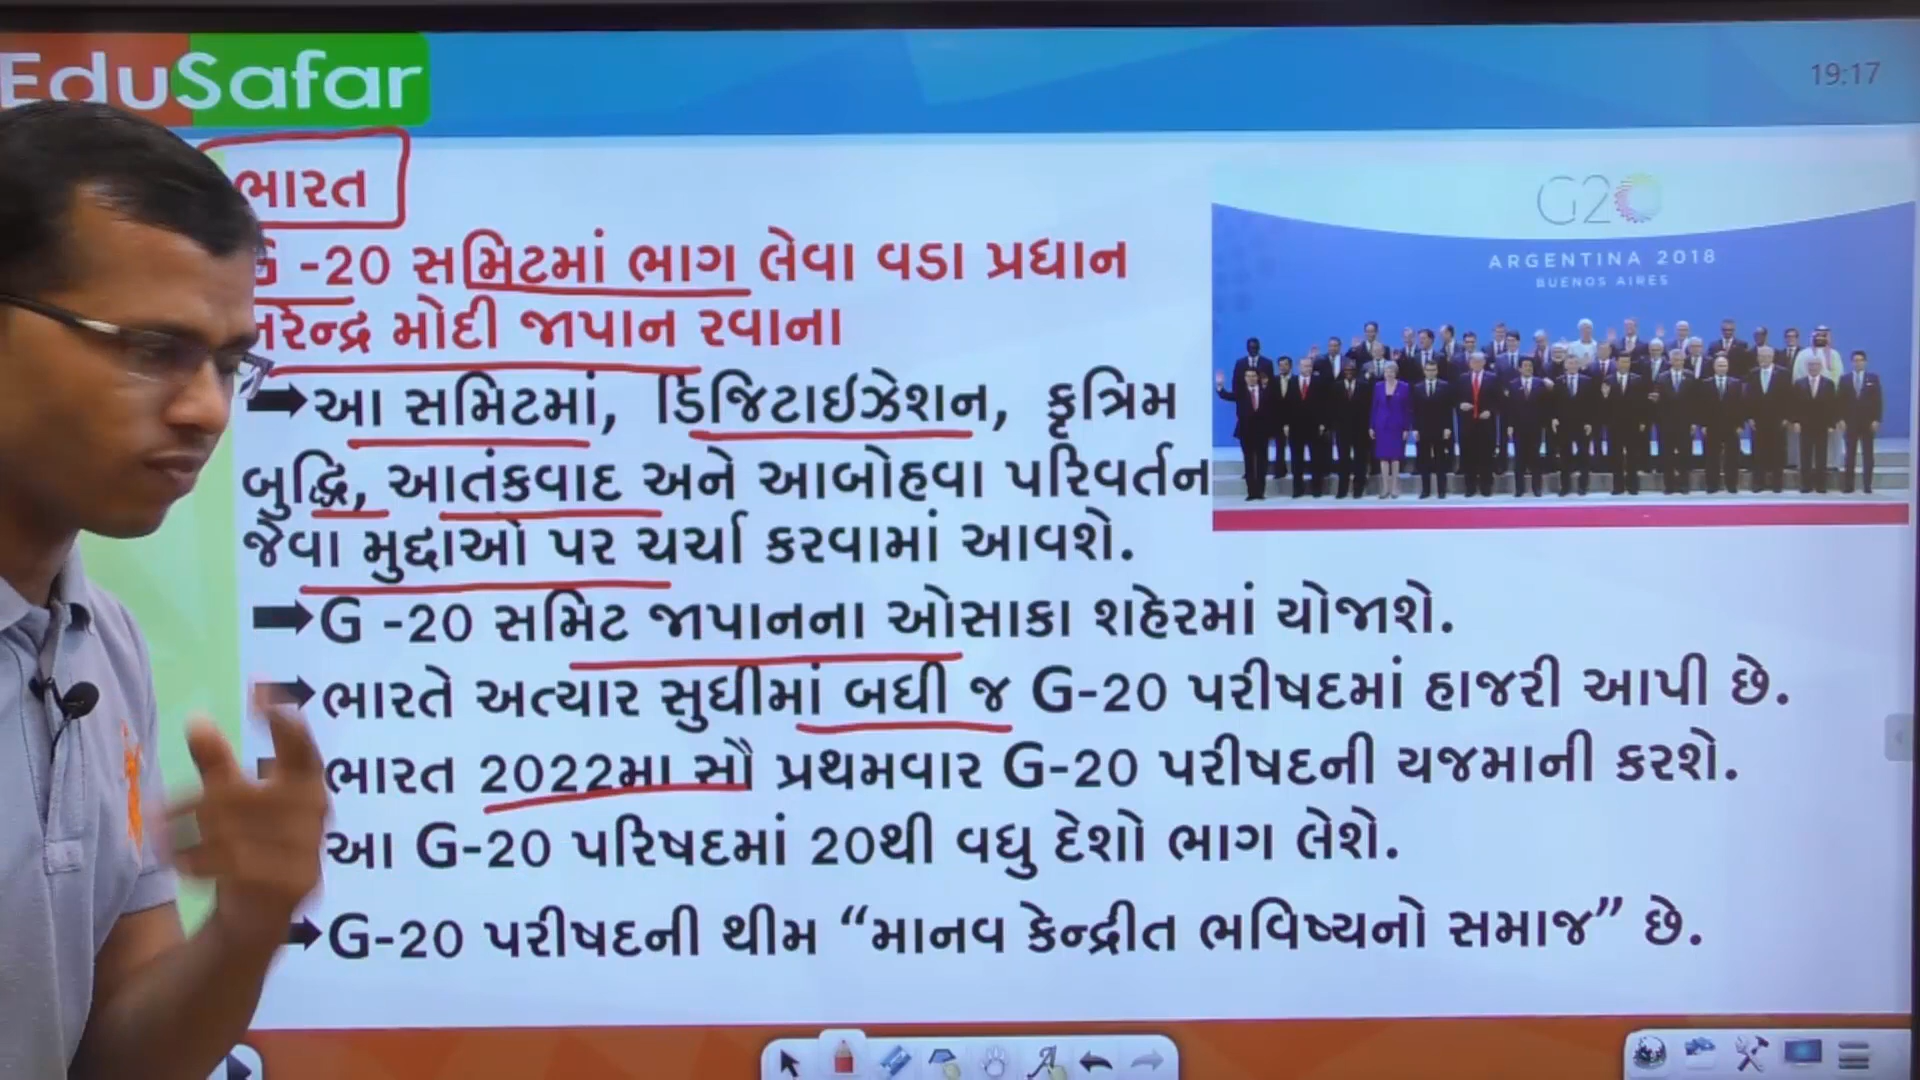 EduSafar
19:17
ભારત
G -20 સમિટમાં ભાગ લેવા વડા પ્રધાન
નરેન્દ્ર મોદી જાપાન રવાના
➡આ સમિટમાં, ડિજિટાઇઝેશન, કૃત્રિમ
બુદ્ધિ, આતંકવાદ અને આબોહવા પરિવર્તન
જેવા મુદ્દાઓ પર ચર્ચા કરવામાં આવશે.
➡G -20 સમિટ જાપાનના ઓસાકા શહેરમાં યોજાશે.
➡ભારતે અત્યાર સુધીમાં બધી જ G-20 પરીષદમાં હાજરી આપી છે.
ભારત 2022મા સૌ પ્રથમવાર G-20 પરીષદની યજમાની કરશે.
આ G-20 પરિષદમાં 20થી વધુ દેશો ભાગ લેશે.
➡G-20 પરીષદની થીમ “માનવ કેન્દ્રીત ભવિષ્યનો સમાજ” છે.
G20
ARGENTINA 2018
BUENOS AIRES